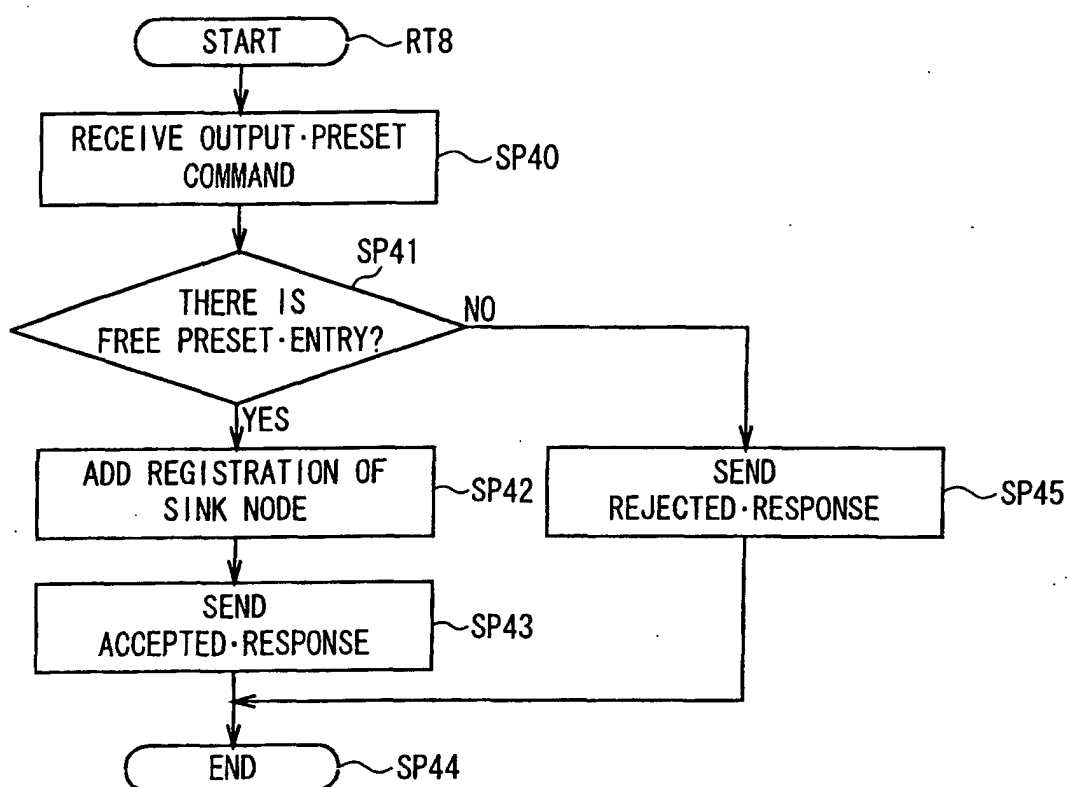 START
RT8
RECEIVE OUTPUT·PRESET
COMMAND
SP40
SP41
THERE IS
FREE PRESET·ENTRY?
NO
YES
ADD REGISTRATION OF
SINK NODE
SP42
SEND
REJECTED·RESPONSE
SP45
SEND
ACCEPTED·RESPONSE
SP43
END
SP44